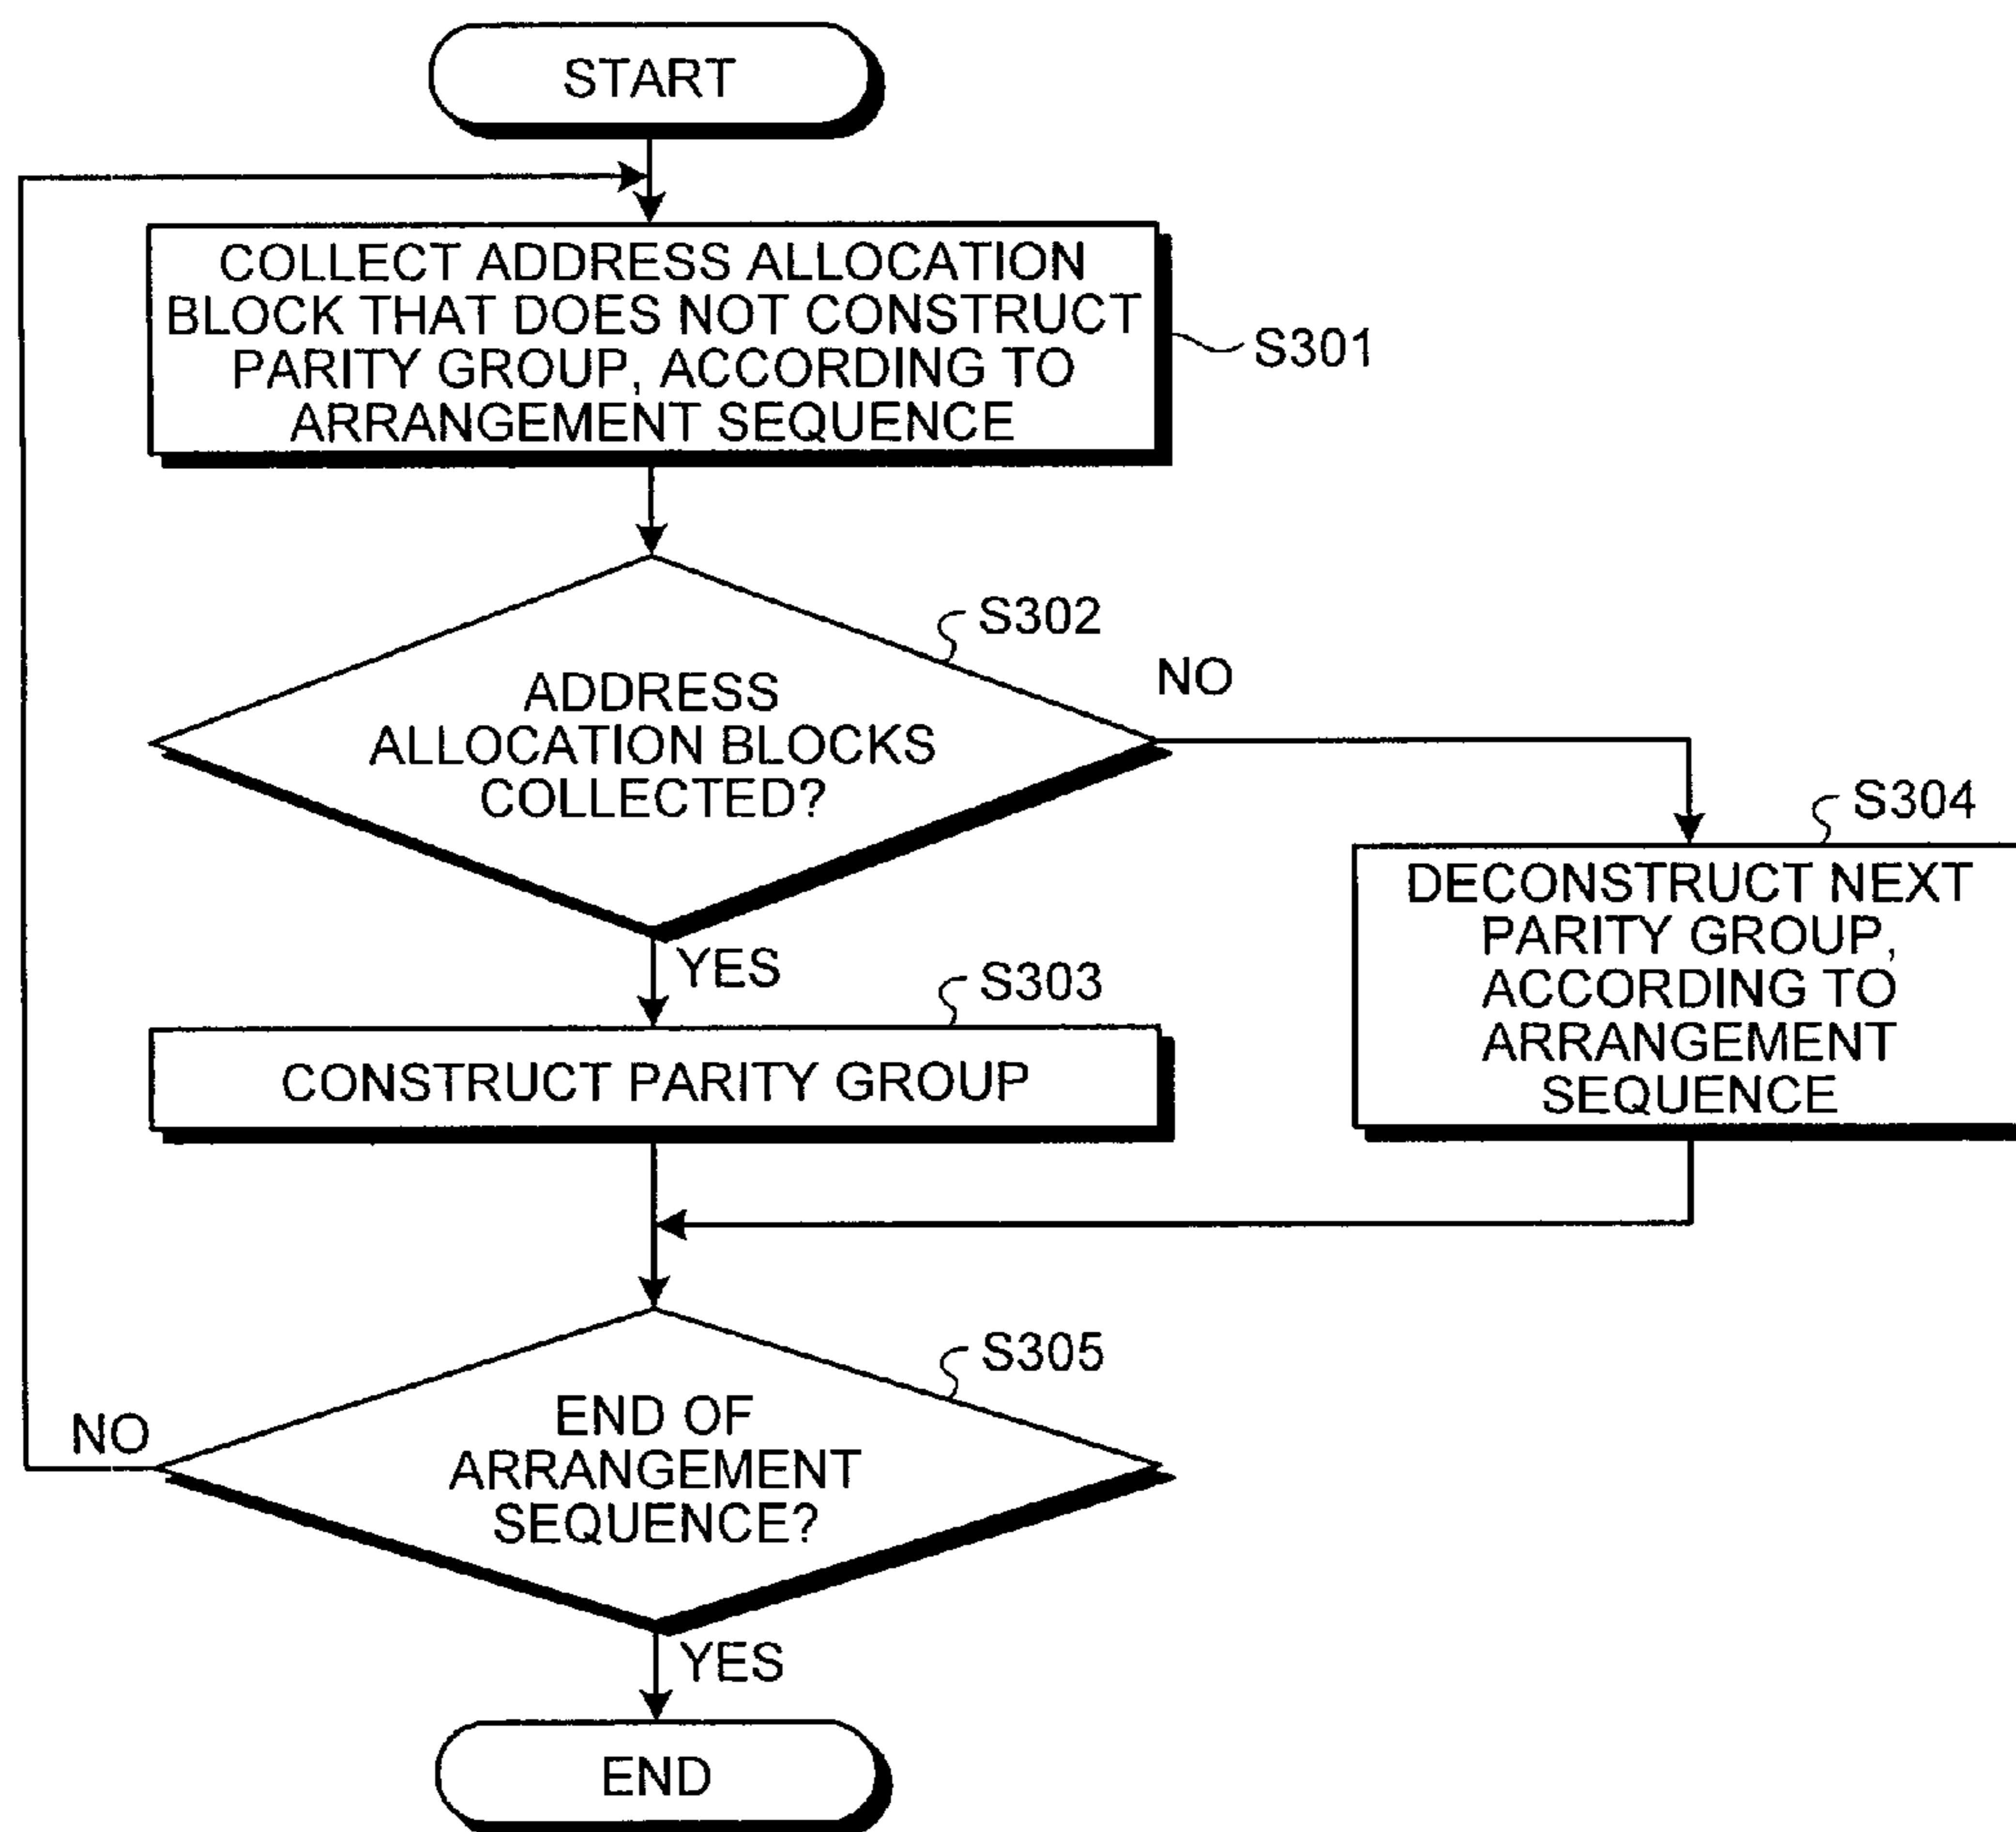 START
COLLECT ADDRESS ALLOCATION
BLOCK THAT DOES NOT CONSTRUCT
PARITY GROUP, ACCORDING TO
ARRANGEMENT SEQUENCE
S301
S302
ADDRESS
ALLOCATION BLOCKS
COLLECTED?
NO
YES
S304
DECONSTRUCT NEXT
PARITY GROUP,
ACCORDING TO
ARRANGEMENT
SEQUENCE
S303
CONSTRUCT PARITY GROUP
S305
END OF
ARRANGEMENT
SEQUENCE?
NO
YES
END